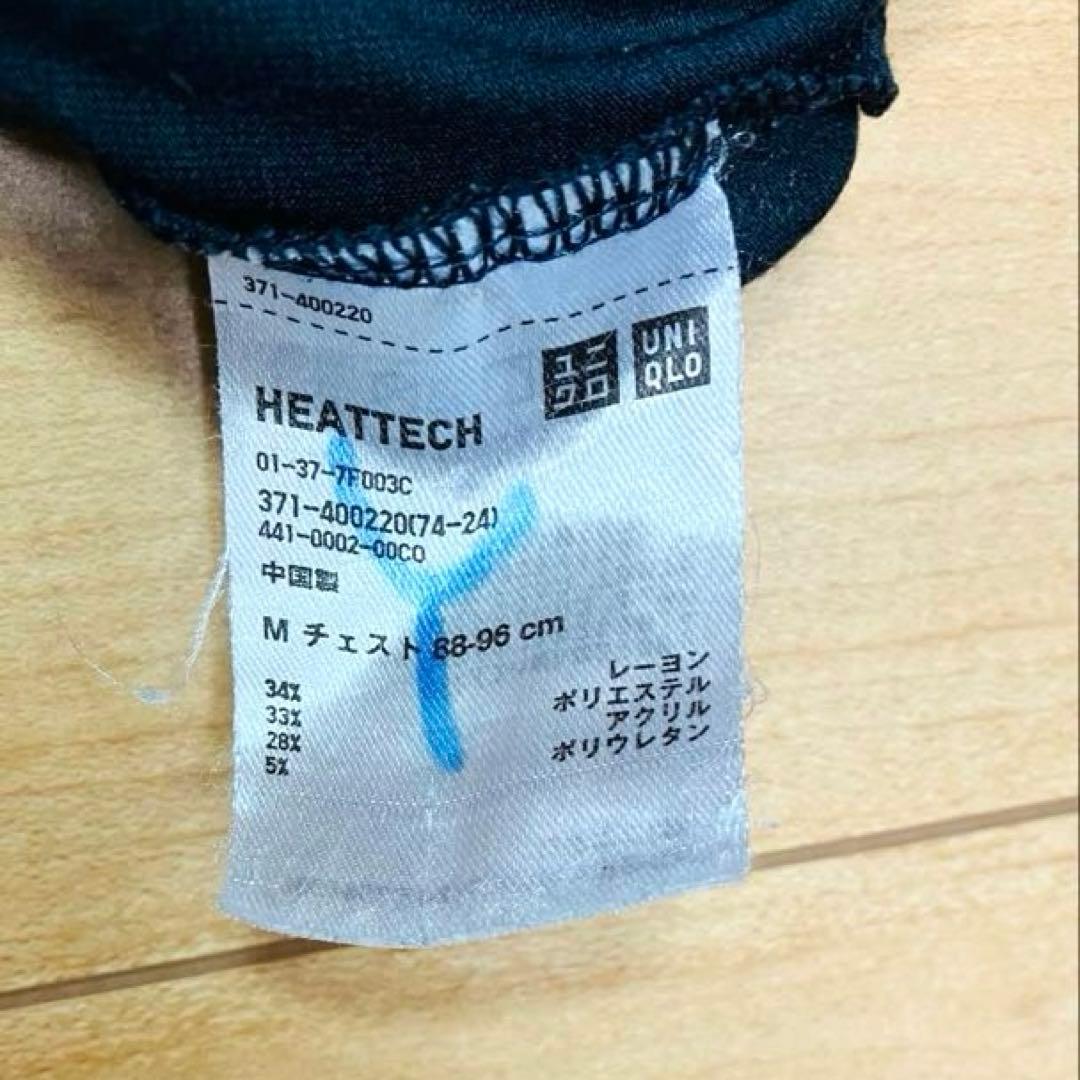 371-400220
ユニ
クロ
UNI
QLO
HEATTECH
01-37-7F003C
371-400220(74-24)
441-0002-00C0
中国製
M チェスト 88-96 cm
34% レーヨン
33% ポリエステル
28% アクリル
5% ポリウレタン
Y